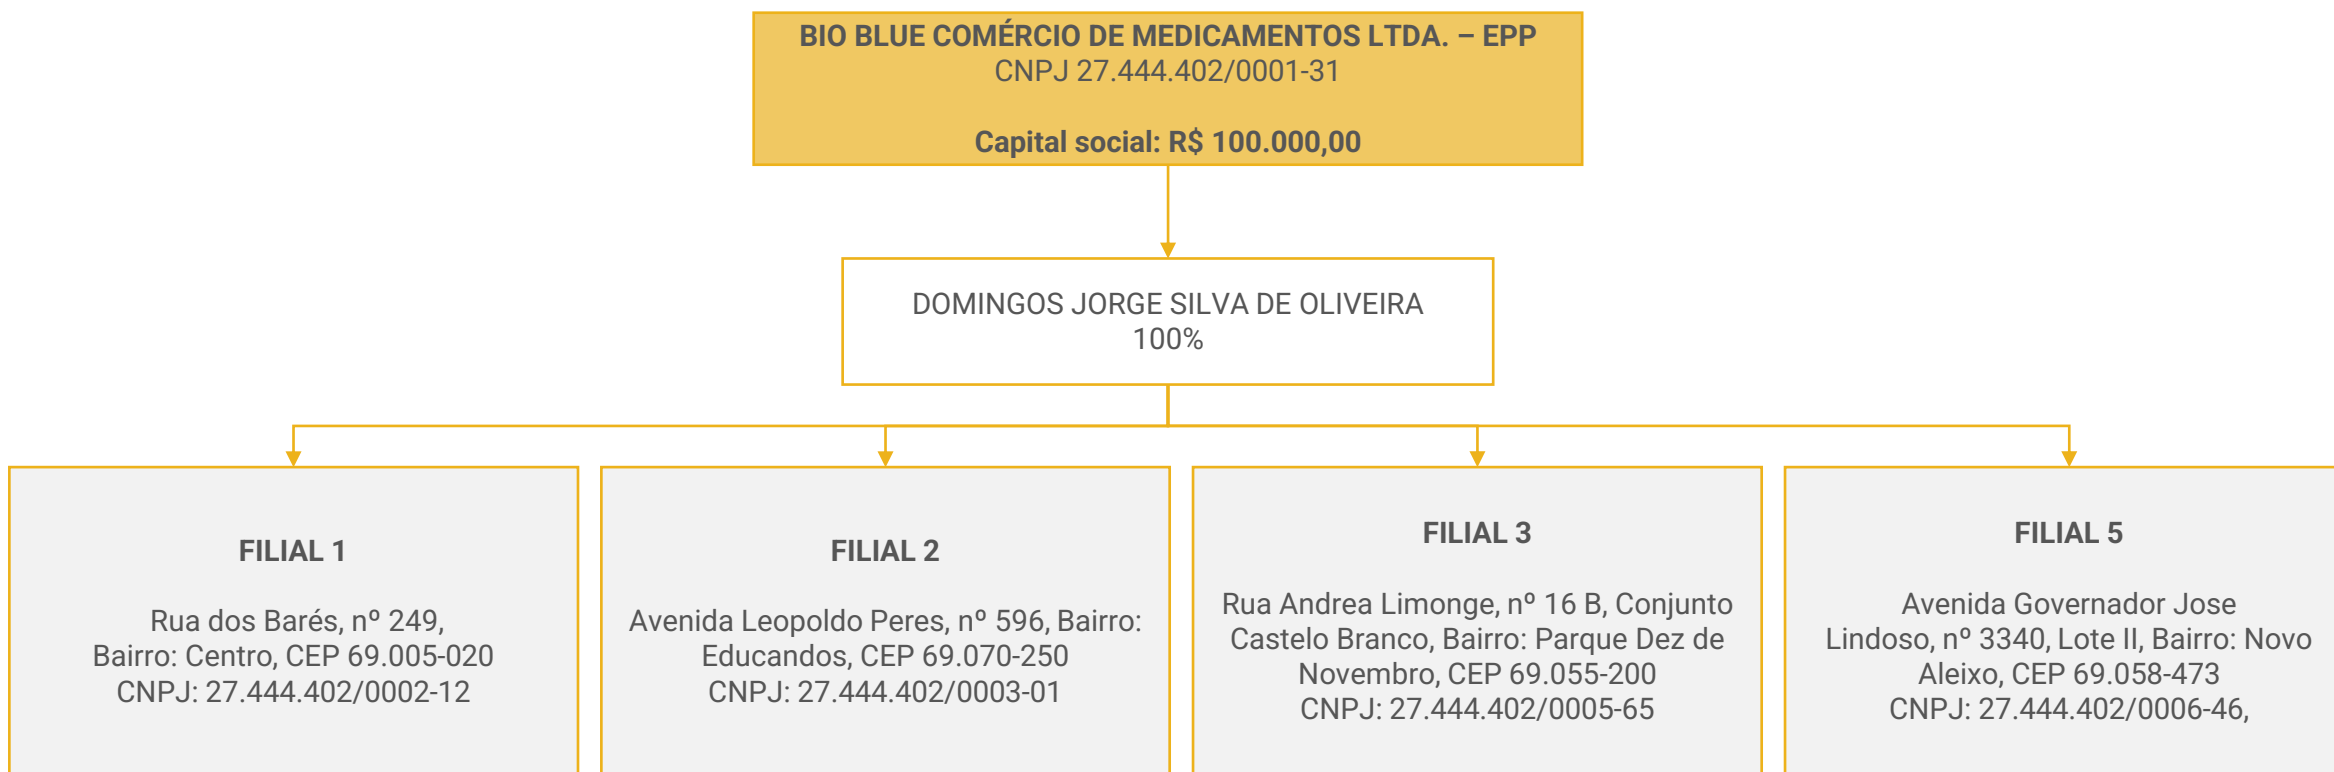 BIO BLUE COMÉRCIO DE MEDICAMENTOS LTDA. – EPP
CNPJ 27.444.402/0001-31
Capital social: R$ 100.000,00
DOMINGOS JORGE SILVA DE OLIVEIRA
100%
FILIAL 1
Rua dos Barés, nº 249,
Bairro: Centro, CEP 69.005-020
CNPJ: 27.444.402/0002-12
FILIAL 2
Avenida Leopoldo Peres, nº 596, Bairro:
Educandos, CEP 69.070-250
CNPJ: 27.444.402/0003-01
FILIAL 3
Rua Andrea Limonge, nº 16 B, Conjunto
Castelo Branco, Bairro: Parque Dez de
Novembro, CEP 69.055-200
CNPJ: 27.444.402/0005-65
FILIAL 5
Avenida Governador Jose
Lindoso, nº 3340, Lote II, Bairro: Novo
Aleixo, CEP 69.058-473
CNPJ: 27.444.402/0006-46,